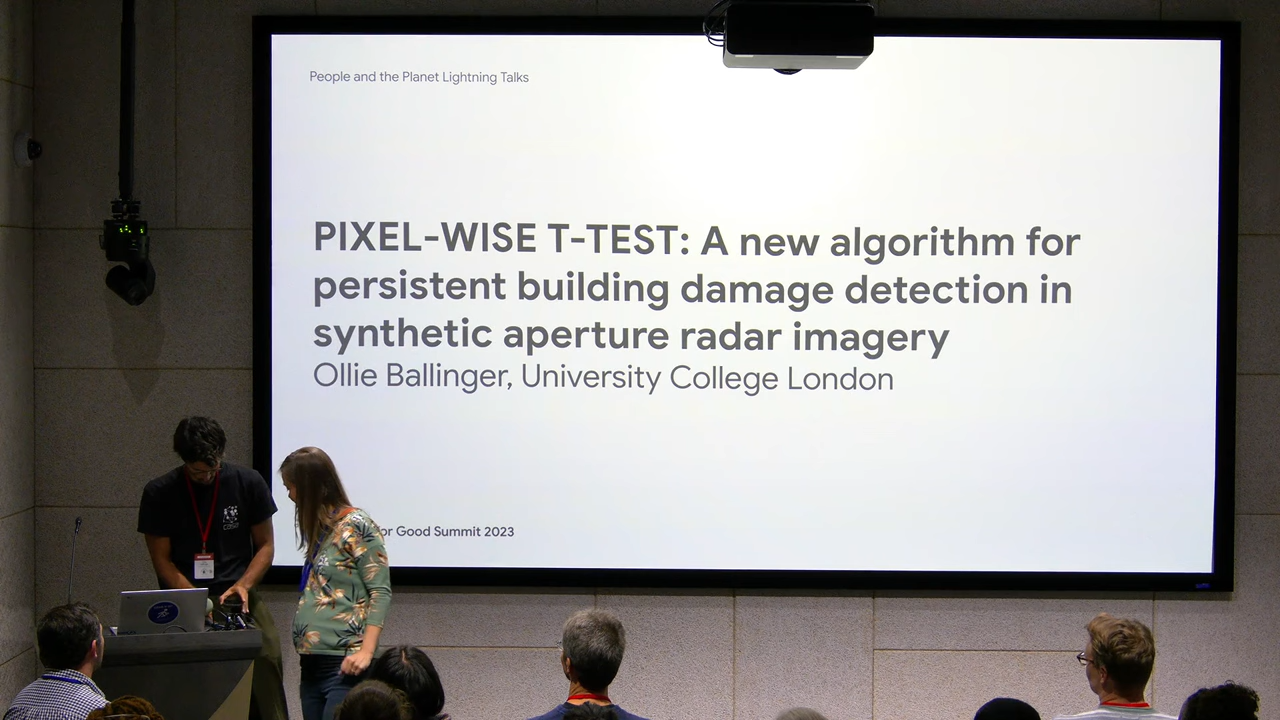 People and the Planet Lightning Talks
PIXEL-WISE T-TEST: A new algorithm for
persistent building damage detection in
synthetic aperture radar imagery
Ollie Ballinger, University College London
for Good Summit 2023